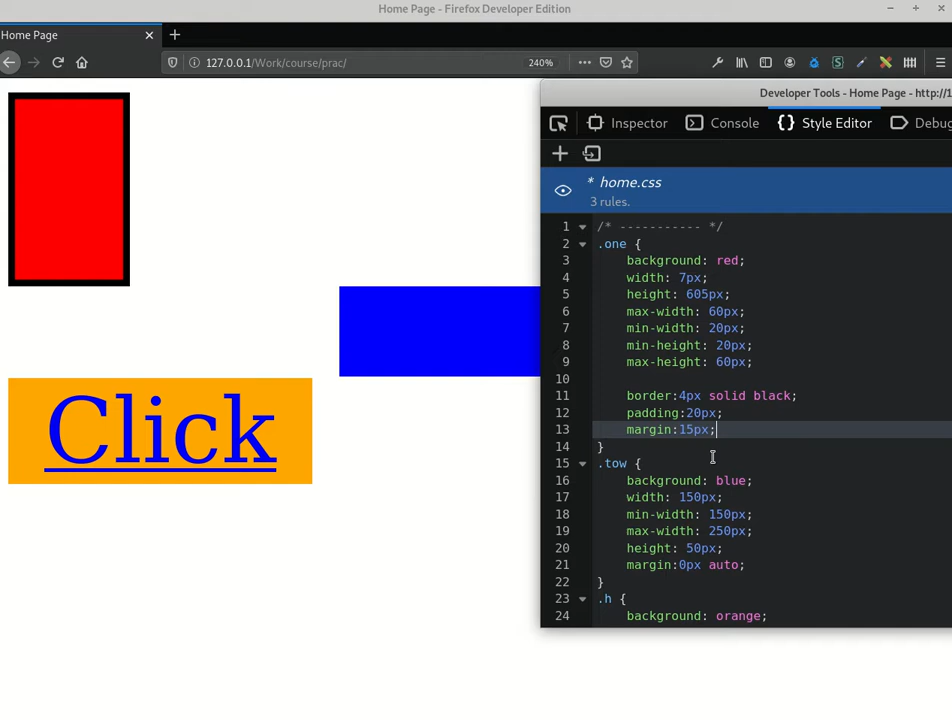 Home Page - Firefox Developer Edition
Home Page
127.0.0.1/Work/course/prac/
240%
Click
Developer Tools - Home Page - http://1
Inspector
Console
{} Style Editor
Debug
* home.css
3 rules.
1 /* ----------- */
2 .one {
3 background: red;
4 width: 7px;
5 height: 605px;
6 max-width: 60px;
7 min-width: 20px;
8 min-height: 20px;
9 max-height: 60px;
10
11 border:4px solid black;
12 padding:20px;
13 margin:15px;
14 }
15 .tow {
16 background: blue;
17 width: 150px;
18 min-width: 150px;
19 max-width: 250px;
20 height: 50px;
21 margin:0px auto;
22 }
23 .h {
24 background: orange;